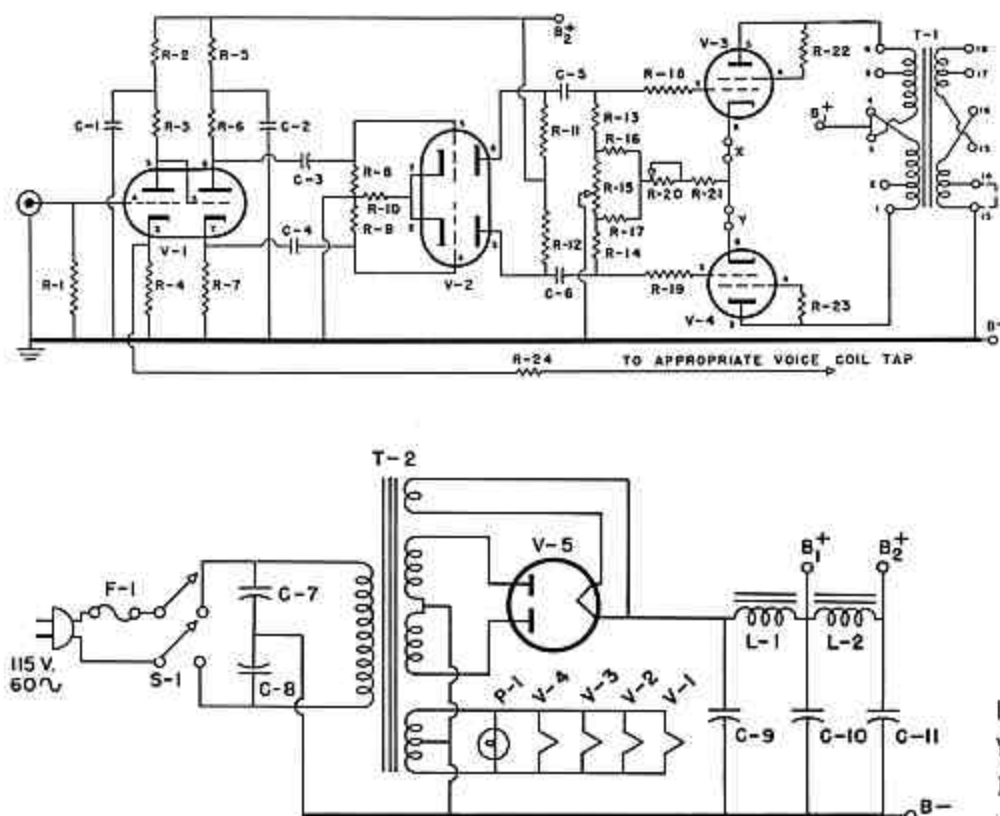 B2+
V-3
T-1
R-2
R-5
R-22
C-5
R-18
C-1
R-3
R-6
C-2
R-11
R-13
B1+
R-16
C-3
R-8
R-10
R-15
R-20
R-21
X
R-9
Y
C-4
R-12
R-17
R-14
V-1
V-2
R-1
R-4
R-7
C-6
R-19
V-4
R-23
R-24
TO APPROPRIATE VOICE COIL TAP
T-2
V-5
B1+
B2+
F-1
C-7
L-1
L-2
115 V.
60
S-1
C-8
P-1
V-4
V-3
V-2
V-1
C-9
C-10
C-11
B-